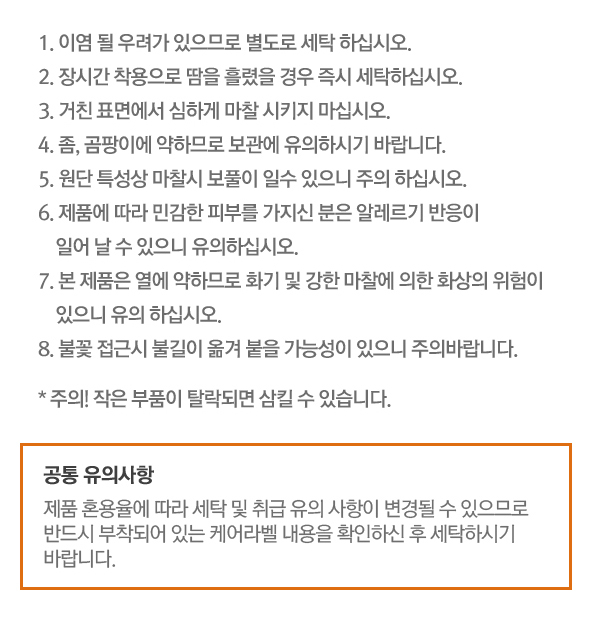 1. 이염 될 우려가 있으므로 별도로 세탁 하십시오.
2. 장시간 착용으로 땀을 흘렸을 경우 즉시 세탁하십시오.
3. 거친 표면에서 심하게 마찰 시키지 마십시오.
4. 좀, 곰팡이에 약하므로 보관에 유의하시기 바랍니다.
5. 원단 특성상 마찰시 보풀이 일수 있으니 주의 하십시오.
6. 제품에 따라 민감한 피부를 가지신 분은 알레르기 반응이
일어 날 수 있으니 유의하십시오.
7. 본 제품은 열에 약하므로 화기 및 강한 마찰에 의한 화상의 위험이
있으니 유의 하십시오.
8. 불꽃 접근시 불길이 옮겨 붙을 가능성이 있으니 주의바랍니다.
* 주의! 작은 부품이 탈락되면 삼킬 수 있습니다.
공통 유의사항
제품 혼용율에 따라 세탁 및 취급 유의 사항이 변경될 수 있으므로
반드시 부착되어 있는 케어라벨 내용을 확인하신 후 세탁하시기
바랍니다.